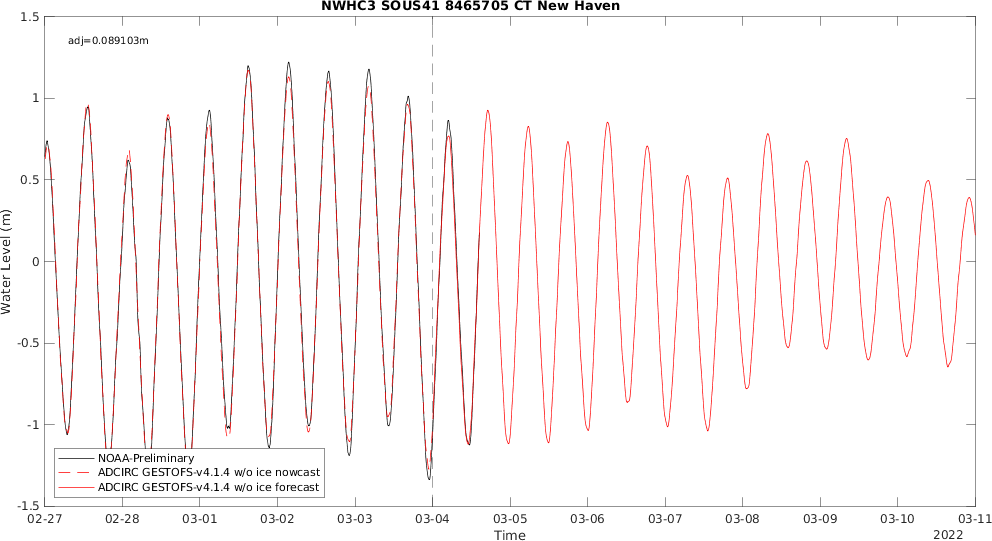 NWHC3 SOUS41 8465705 CT New Haven
adj=0.089103m
1.5
1
0.5
0
-0.5
-1
-1.5
Water Level (m)
NOAA-Preliminary
ADCIRC GESTOFS-v4.1.4 w/o ice nowcast
ADCIRC GESTOFS-v4.1.4 w/o ice forecast
02-27 02-28 03-01 03-02 03-03 03-04 03-05 03-06 03-07 03-08 03-09 03-10 03-11
Time
2022